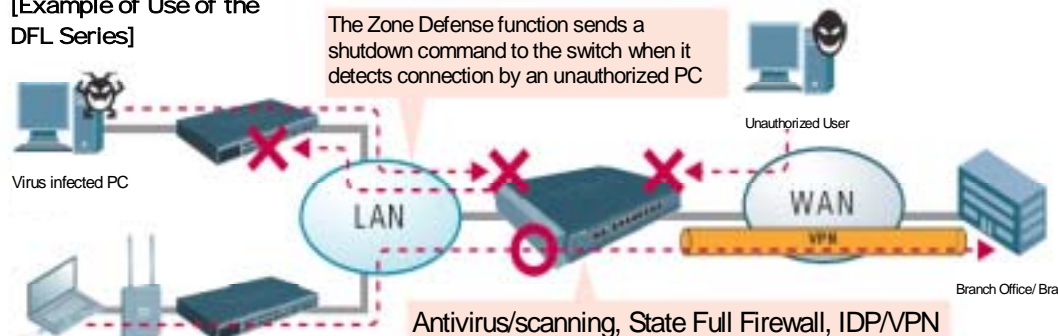 [Example of Use of the
DFL Series]
The Zone Defense function sends a
shutdown command to the switch when it
detects connection by an unauthorized PC
Unauthorized User
Virus infected PC
LAN
WAN
VPN
Branch Office/ Bra
Antivirus/scanning, State Full Firewall, IDP/VPN